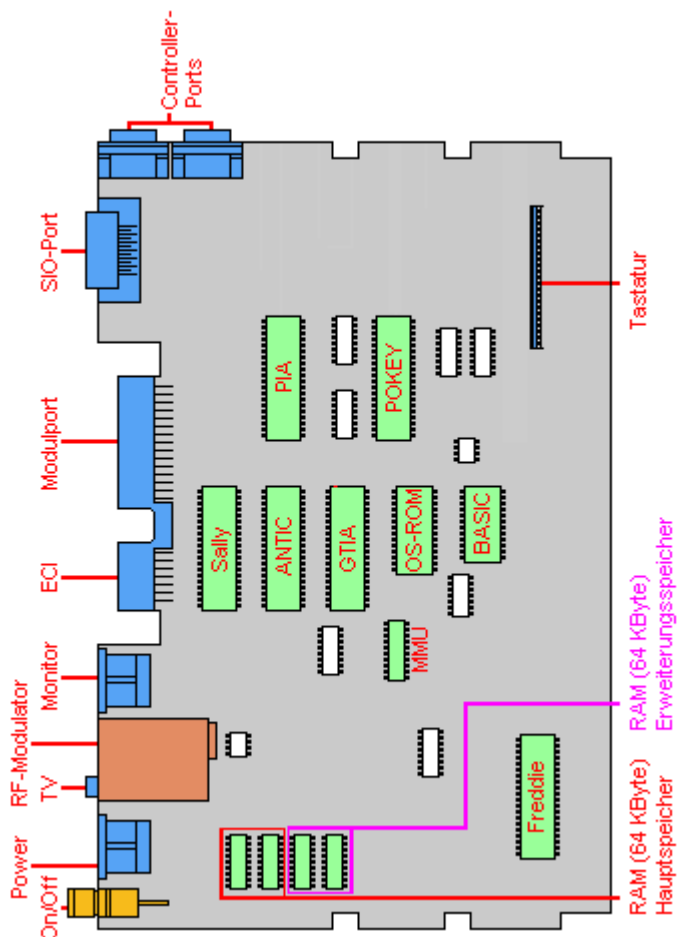 Controller-
Ports
SIO-Port
Modulport
ECI
Monitor
RF-Modulator
TV
Power
On/Off
PIA
POKEY
Sally
ANTIC
GTIA
OS-ROM
BASIC
MMU
Freddie
Tastatur
RAM (64 KByte)
Erweiterungsspeicher
RAM (64 KByte)
Hauptspeicher